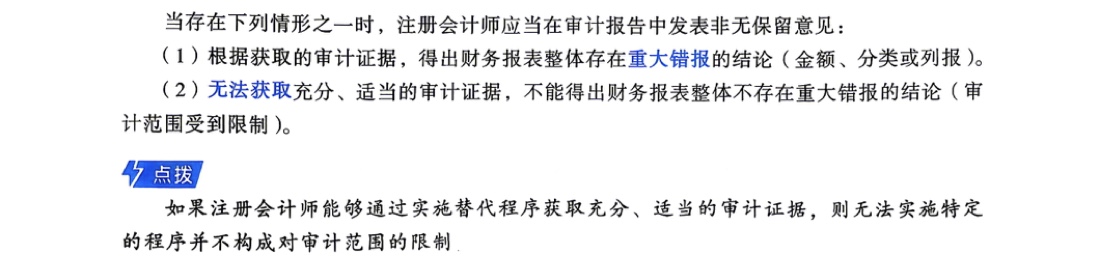 当存在下列情形之一时，注册会计师应当在审计报告中发表非无保留意见：
（1）根据获取的审计证据，得出财务报表整体存在重大错报的结论（金额、分类或列报）。
（2）无法获取充分、适当的审计证据，不能得出财务报表整体不存在重大错报的结论（审
计范围受到限制）。
点拨
如果注册会计师能够通过实施替代程序获取充分、适当的审计证据，则无法实施特定
的程序并不构成对审计范围的限制